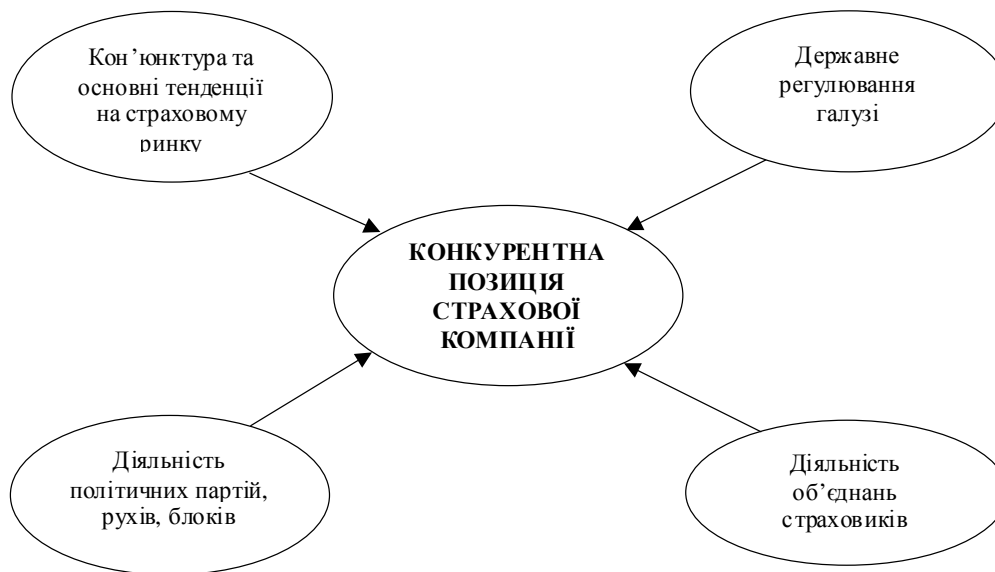 Кон’юнктура та
основні тенденції
на страховому
ринку
Державне
регулювання
галузі
КОНКУРЕНТНА
ПОЗИЦІЯ
СТРАХОВОЇ
КОМПАНІЇ
Діяльність
політичних партій,
рухів, блоків
Діяльність
об’єднань
страховиків